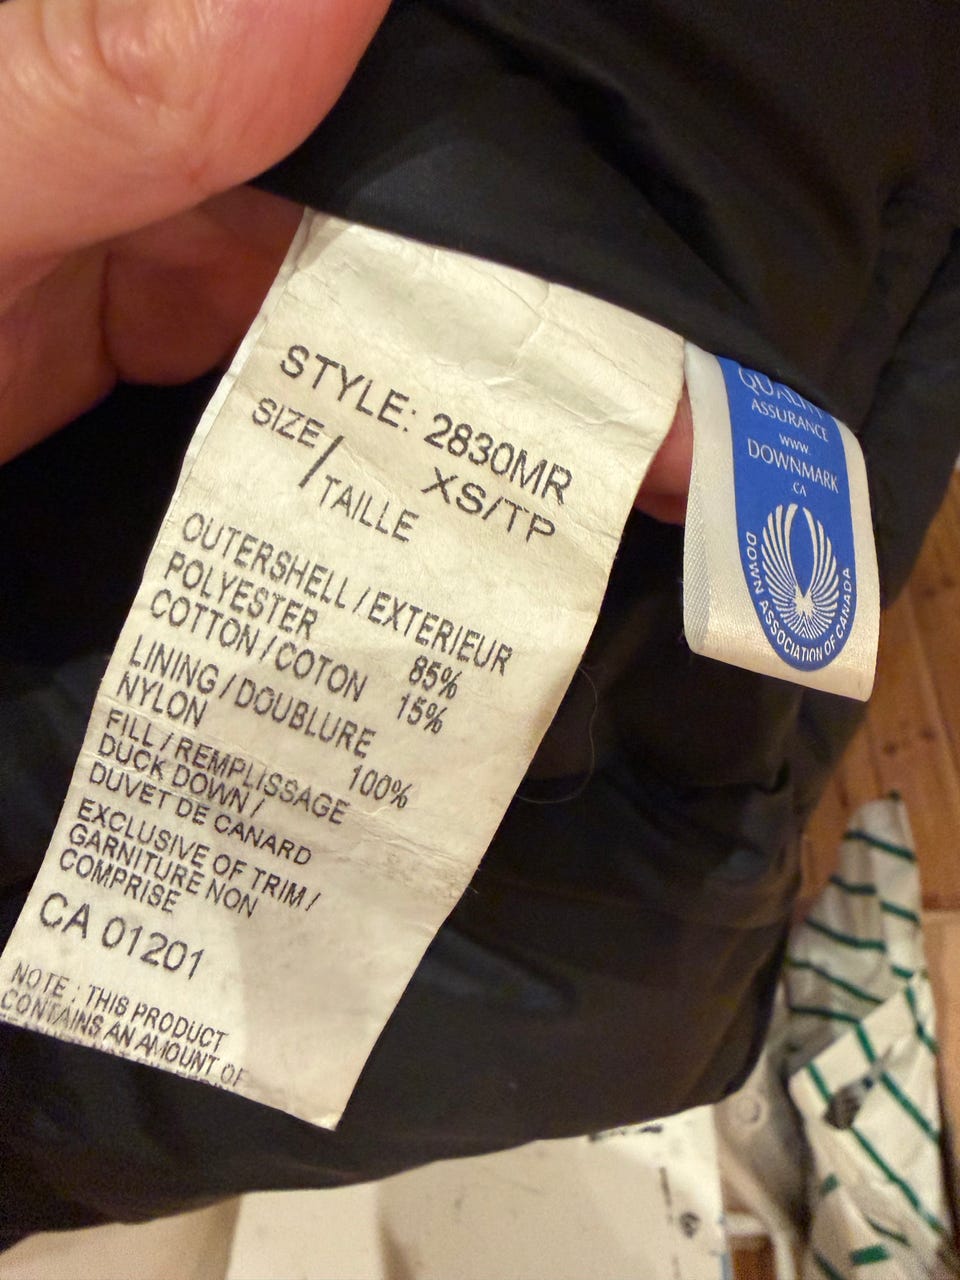 STYLE: 2830MR
SIZE / TAILLE XS/TP
OUTERSHELL / EXTERIEUR
POLYESTER 85%
COTTON / COTON 15%
LINING / DOUBLURE
NYLON 100%
FILL / REMPLISSAGE
DUCK DOWN /
DUVET DE CANARD
EXCLUSIVE OF TRIM /
GARNITURE NON
COMPRISE
CA 01201
NOTE : THIS PRODUCT
CONTAINS AN AMOUNT OF
QUALITY
ASSURANCE
www.
DOWNMARK
.CA
DOWN ASSOCIATION OF CANADA